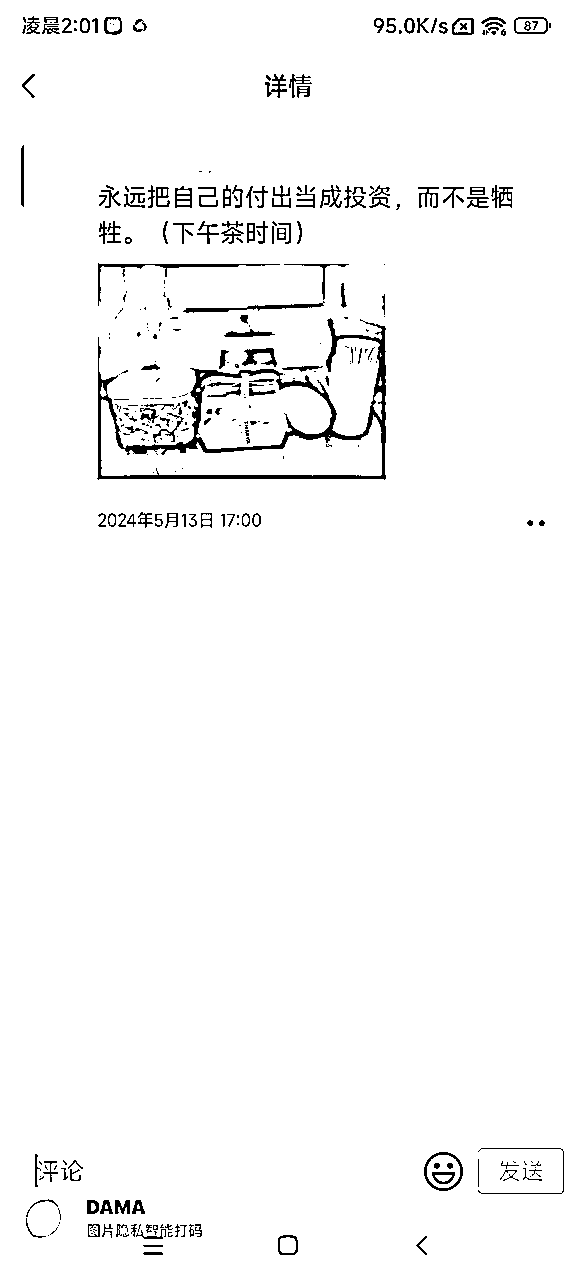 凌晨2:01
95.0K/s
87
详情
永远把自己的付出当成投资，而不是牺
牲。（下午茶时间）
2024年5月13日 17:00
评论
发送
DAMA
图片隐私智能打码